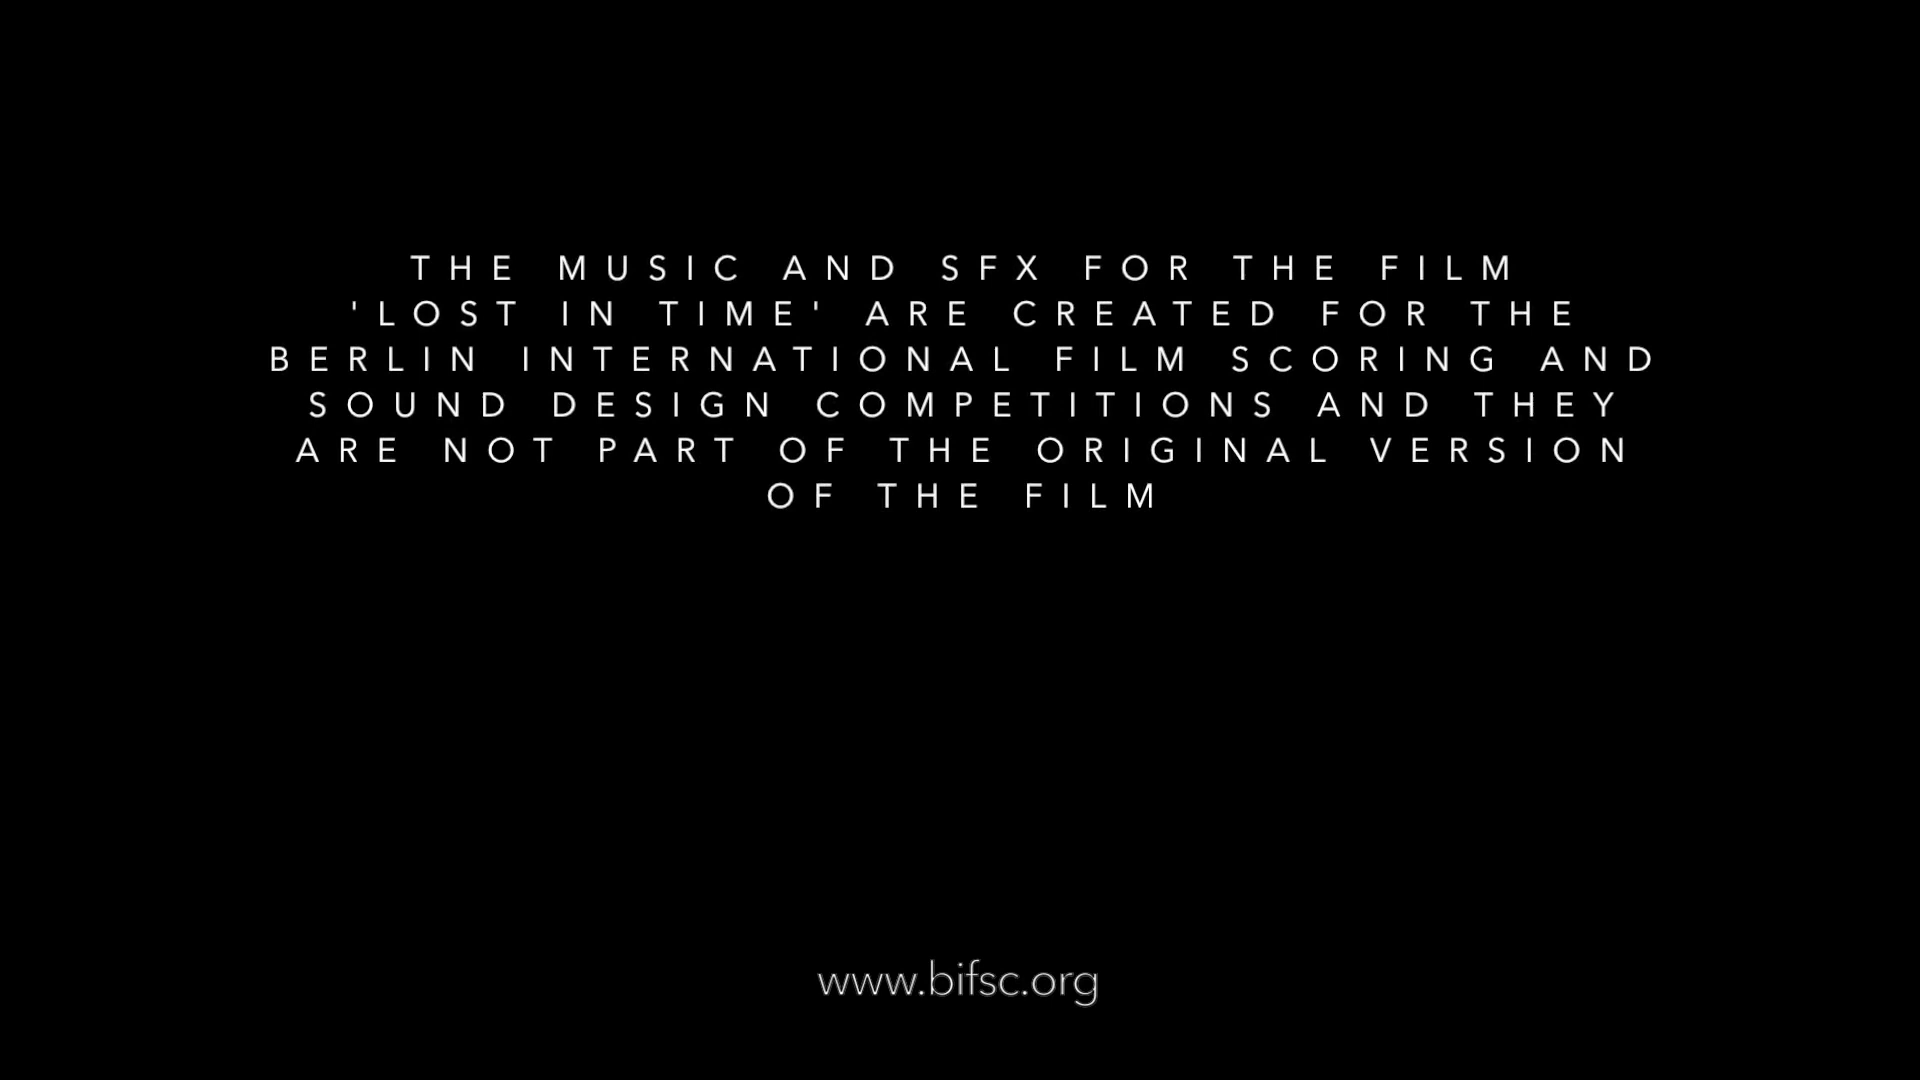 THE MUSIC AND SFX FOR THE FILM
'LOST IN TIME' ARE CREATED FOR THE
BERLIN INTERNATIONAL FILM SCORING AND
SOUND DESIGN COMPETITIONS AND THEY
ARE NOT PART OF THE ORIGINAL VERSION
OF THE FILM
www.bifsc.org